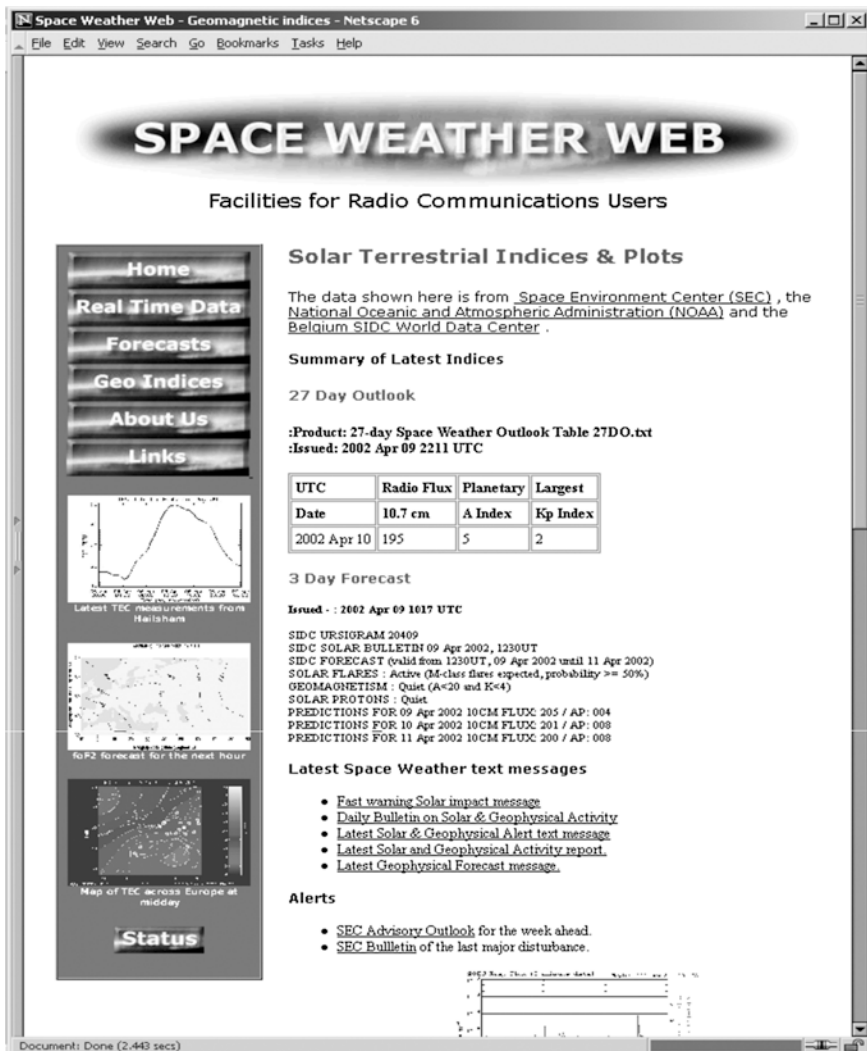 Space Weather Web - Geomagnetic indices - Netscape 6
File Edit View Search Go Bookmarks Tasks Help
SPACE WEATHER WEB
Facilities for Radio Communications Users
Home
Real Time Data
Forecasts
Geo Indices
About Us
Links
Latest TEC measurements from
Hailsham
foF2 forecast for the next hour
Map of TEC across Europe at
midday
Status
Solar Terrestrial Indices & Plots
The data shown here is from Space Environment Center (SEC) , the
National Oceanic and Atmospheric Administration (NOAA) and the
Belgium SIDC World Data Center .
Summary of Latest Indices
27 Day Outlook
:Product: 27-day Space Weather Outlook Table 27DO.txt
:Issued: 2002 Apr 09 2211 UTC
UTC Radio Flux Planetary Largest
Date 10.7 cm A Index Kp Index
2002 Apr 10 195 5 2
3 Day Forecast
Issued - : 2002 Apr 09 1017 UTC
SIDC URSIGRAM 20409
SIDC SOLAR BULLETIN 09 Apr 2002, 1230UT
SIDC FORECAST (valid from 1230UT, 09 Apr 2002 until 11 Apr 2002)
SOLAR FLARES : Active (M-class flares expected, probability >= 50%)
GEOMAGNETISM : Quiet (A<20 and K<4)
SOLAR PROTONS : Quiet
PREDICTIONS FOR 09 Apr 2002 10CM FLUX: 205 / AP: 004
PREDICTIONS FOR 10 Apr 2002 10CM FLUX: 201 / AP: 008
PREDICTIONS FOR 11 Apr 2002 10CM FLUX: 200 / AP: 008
Latest Space Weather text messages
• Fast warning Solar impact message
• Daily Bulletin on Solar & Geophysical Activity
• Latest Solar & Geophysical Alert text message
• Latest Solar and Geophysical Activity report.
• Latest Geophysical Forecast message.
Alerts
• SEC Advisory Outlook for the week ahead.
• SEC Bullletin of the last major disturbance.
Document: Done (2.443 secs)